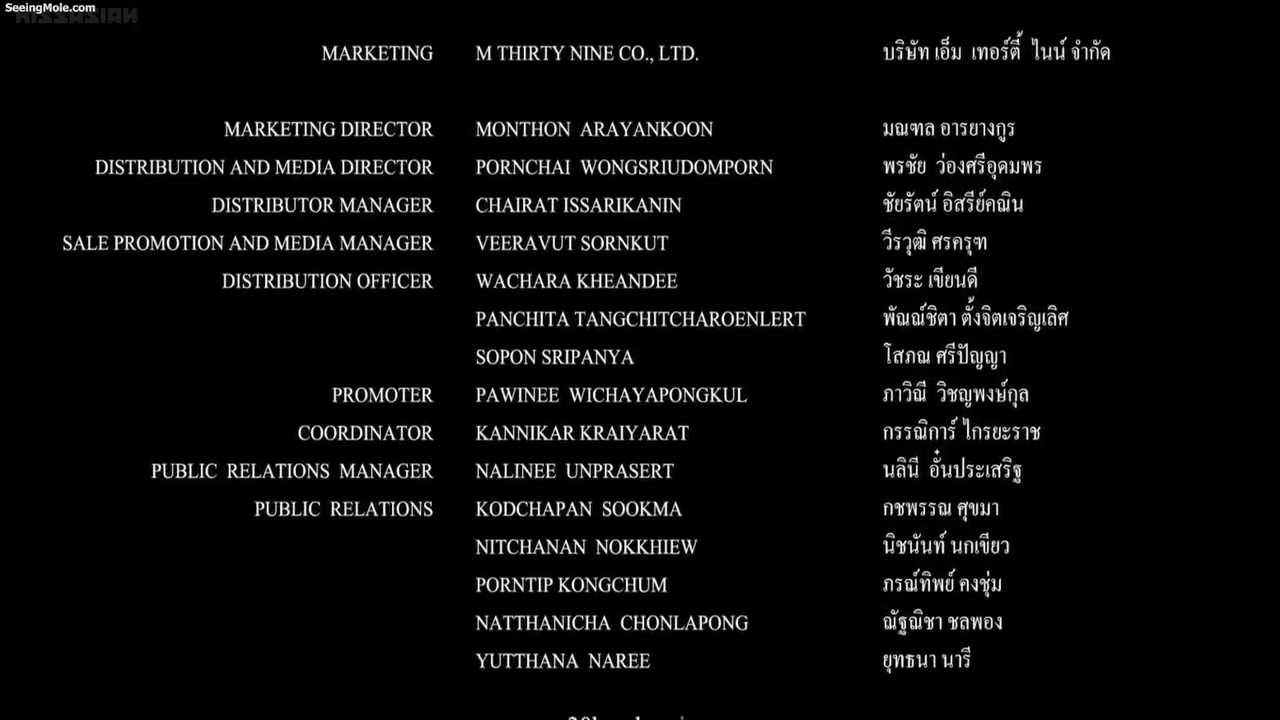 SeeingMole.com
MARKETING M THIRTY NINE CO., LTD. บริษัท เอ็ม เทอร์ตี้ ไนน์ จำกัด
MARKETING DIRECTOR MONTHON ARAYANKOON มณฑล อารยางกูร
DISTRIBUTION AND MEDIA DIRECTOR PORNCHAI WONGSRIUDOMPORN พรชัย ว่องศรีอุดมพร
DISTRIBUTOR MANAGER CHAIRAT ISSARIKANIN ชัยรัตน์ อิสรีย์คณิน
SALE PROMOTION AND MEDIA MANAGER VEERAVUT SORNKUT วีรวุฒิ ศรครุฑ
DISTRIBUTION OFFICER WACHARA KHEANDEE วัชระ เขียนดี
PANCHITA TANGCHITCHAROENLERT พัณณ์ชิตา ตั้งจิตเจริญเลิศ
SOPON SRIPANYA โสภณ ศรีปัญญา
PROMOTER PAWINEE WICHAYAPONGKUL ภาวิณี วิชญพงษ์กุล
COORDINATOR KANNIKAR KRAIYARAT กรรณิการ์ ไกรยะราช
PUBLIC RELATIONS MANAGER NALINEE UNPRASERT นลินี อั๋นประเสริฐ
PUBLIC RELATIONS KODCHAPAN SOOKMA กชพรรณ ศุขมา
NITCHANAN NOKKHIEW นิชนันท์ นกเขียว
PORNTIP KONGCHUM ภรณ์ทิพย์ คงชุ่ม
NATTHANICHA CHONLAPONG ณัฐณิชา ชลพอง
YUTTHANA NAREE ยุทธนา นารี